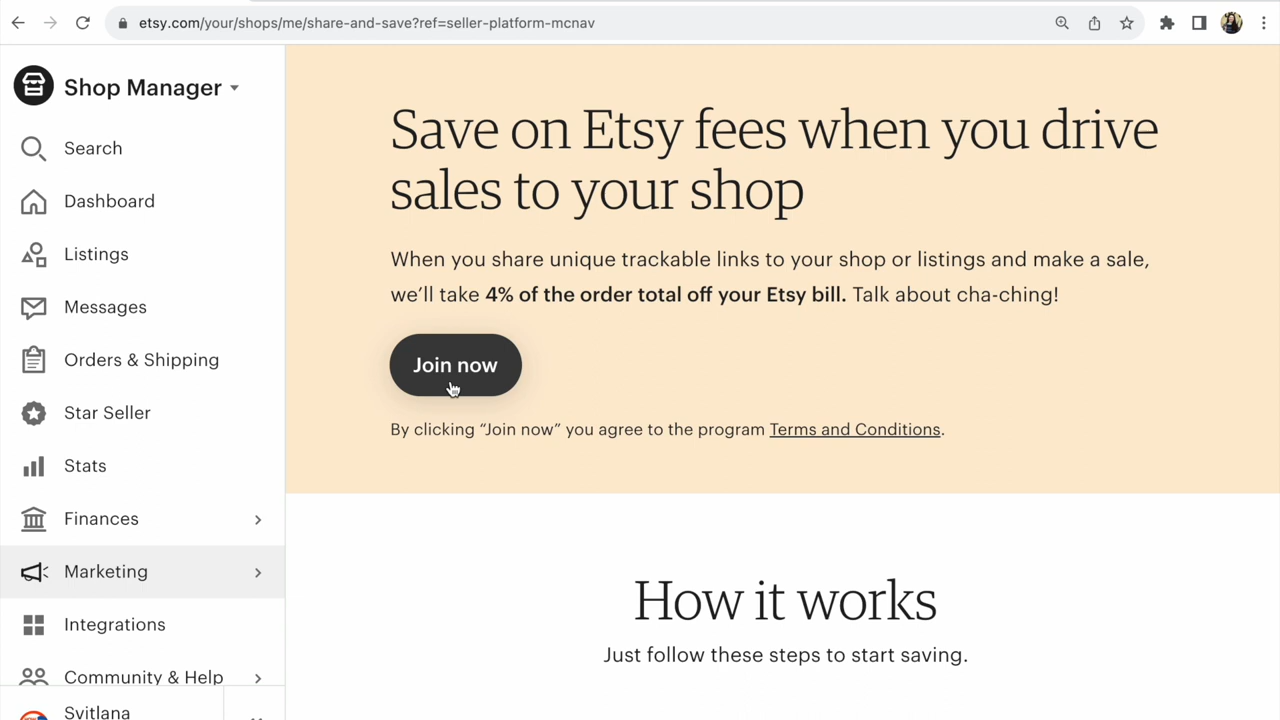 etsy.com/your/shops/me/share-and-save?ref=seller-platform-mcnav
Shop Manager
Search
Dashboard
Listings
Messages
Orders & Shipping
Star Seller
Stats
Finances
Marketing
Integrations
Community & Help
Svitlana
Save on Etsy fees when you drive
sales to your shop
When you share unique trackable links to your shop or listings and make a sale,
we’ll take 4% of the order total off your Etsy bill. Talk about cha-ching!
Join now
By clicking “Join now” you agree to the program Terms and Conditions.
How it works
Just follow these steps to start saving.